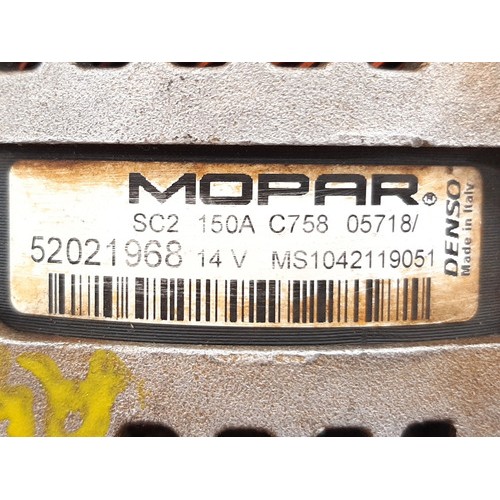 MOPAR®
SC2 150A C758 05718/
52021968 14 V MS1042119051
DENSO
Made in Italy